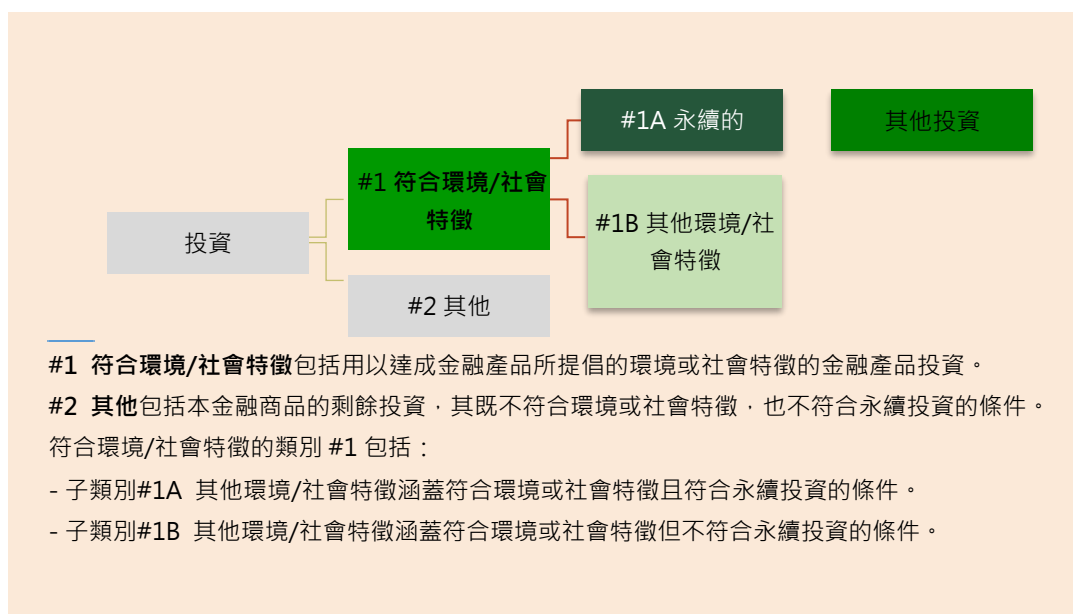 #1A 永續的
其他投資
#1 符合環境/社會
特徵
#1B 其他環境/社
會特徵
投資
#2 其他
#1 符合環境/社會特徵包括用以達成金融產品所提倡的環境或社會特徵的金融產品投資。
#2 其他包括本金融商品的剩餘投資，其既不符合環境或社會特徵，也不符合永續投資的條件。
符合環境/社會特徵的類別 #1 包括：
- 子類別#1A 其他環境/社會特徵涵蓋符合環境或社會特徵且符合永續投資的條件。
- 子類別#1B 其他環境/社會特徵涵蓋符合環境或社會特徵但不符合永續投資的條件。